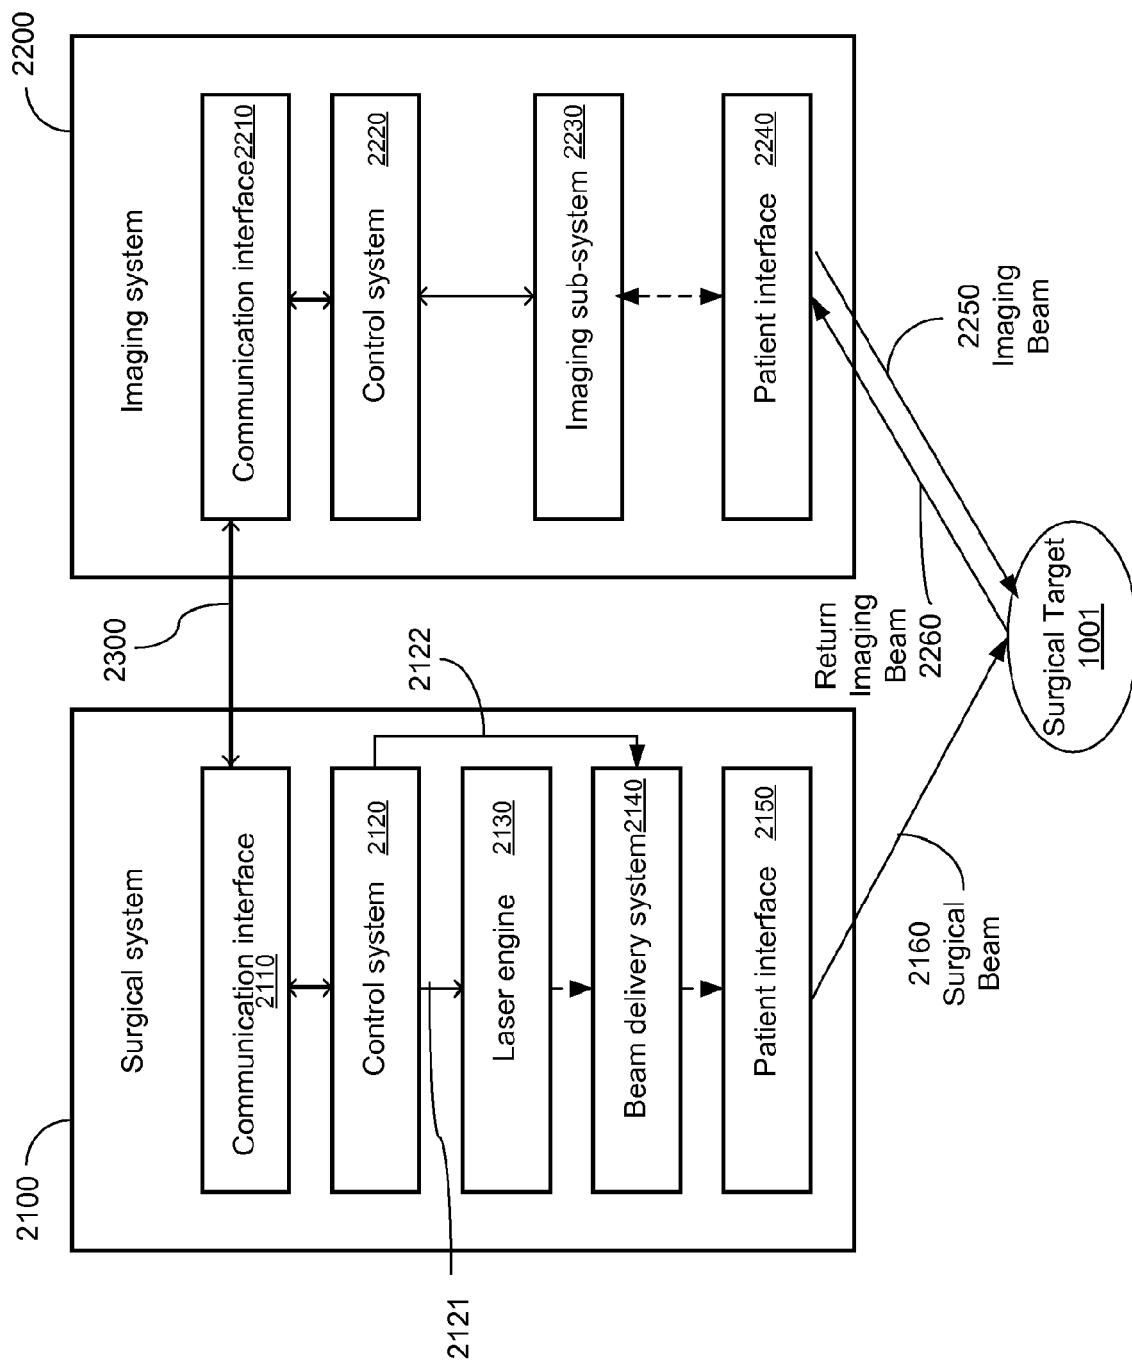 2100
Surgical system
Communication interface
2110
Control system 2120
2121
2122
Laser engine 2130
Beam delivery system2140
Patient interface 2150
2160
Surgical
Beam
2300
2200
Imaging system
Communication interface2210
Control system 2220
Imaging sub-system 2230
Patient interface 2240
Return
Imaging
Beam
2260
2250
Imaging
Beam
Surgical Target
1001